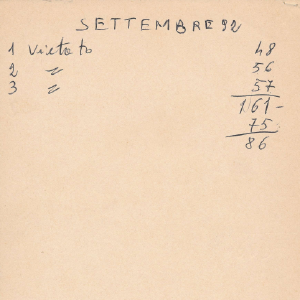 SETTEMBRE 92
1 Vietato 48
2 " 56
3 " 57
161-
75
86